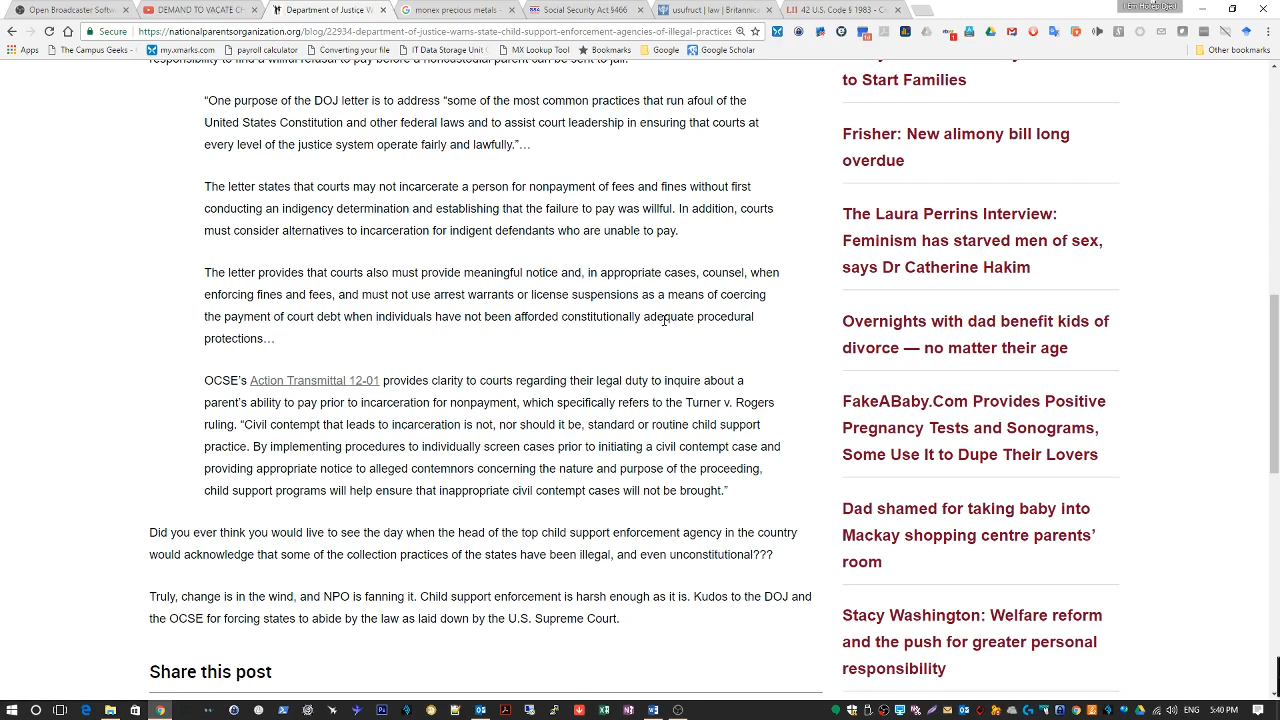 Open Broadcaster Softw
DEMAND TO VACATE CH
Department of Justice W
monex precious metals -
Social Security Act §466
usufruct | law | Britannica
42 U.S. Code § 1983 - Ci
Secure
https://nationalparentsorganization.org/blog/22934-department-of-justice-warns-state-child-support-enforcement-agencies-of-illegal-practices
Apps
The Campus Geeks - C
myxmarks.com
payroll calculator
Converting your file
IT Data Storage Unit C
MX Lookup Tool
Bookmarks
Google
Google Scholar
Other bookmarks
responsibility to find a willful refusal to pay before a noncustodial parent can be sent to jail.
“One purpose of the DOJ letter is to address “some of the most common practices that run afoul of the
United States Constitution and other federal laws and to assist court leadership in ensuring that courts at
every level of the justice system operate fairly and lawfully.”…
The letter states that courts may not incarcerate a person for nonpayment of fees and fines without first
conducting an indigency determination and establishing that the failure to pay was willful. In addition, courts
must consider alternatives to incarceration for indigent defendants who are unable to pay.
The letter provides that courts also must provide meaningful notice and, in appropriate cases, counsel, when
enforcing fines and fees, and must not use arrest warrants or license suspensions as a means of coercing
the payment of court debt when individuals have not been afforded constitutionally adequate procedural
protections…
OCSE’s Action Transmittal 12-01 provides clarity to courts regarding their legal duty to inquire about a
parent’s ability to pay prior to incarceration for nonpayment, which specifically refers to the Turner v. Rogers
ruling. “Civil contempt that leads to incarceration is not, nor should it be, standard or routine child support
practice. By implementing procedures to individually screen cases prior to initiating a civil contempt case and
providing appropriate notice to alleged contemnors concerning the nature and purpose of the proceeding,
child support programs will help ensure that inappropriate civil contempt cases will not be brought.”
Did you ever think you would live to see the day when the head of the top child support enforcement agency in the country
would acknowledge that some of the collection practices of the states have been illegal, and even unconstitutional???
Truly, change is in the wind, and NPO is fanning it. Child support enforcement is harsh enough as it is. Kudos to the DOJ and
the OCSE for forcing states to abide by the law as laid down by the U.S. Supreme Court.
Share this post
to Start Families
Frisher: New alimony bill long
overdue
The Laura Perrins Interview:
Feminism has starved men of sex,
says Dr Catherine Hakim
Overnights with dad benefit kids of
divorce — no matter their age
FakeABaby.Com Provides Positive
Pregnancy Tests and Sonograms,
Some Use It to Dupe Their Lovers
Dad shamed for taking baby into
Mackay shopping centre parents’
room
Stacy Washington: Welfare reform
and the push for greater personal
responsibility
5:40 PM